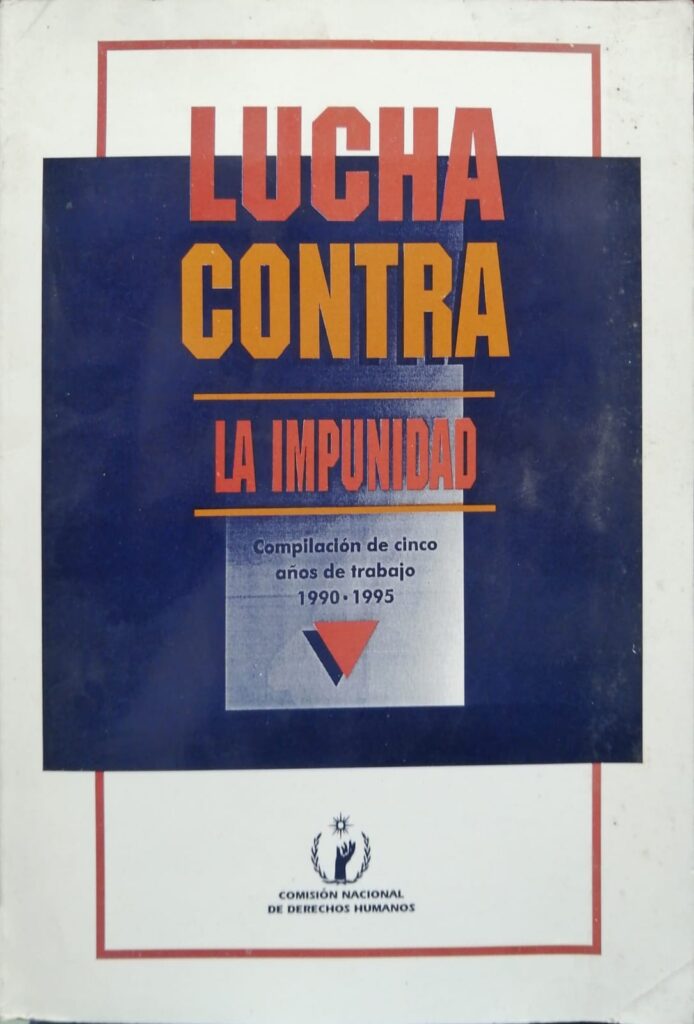 LUCHA
CONTRA
LA IMPUNIDAD
Compilación de cinco
años de trabajo
1990 • 1995
COMISIÓN NACIONAL
DE DERECHOS HUMANOS